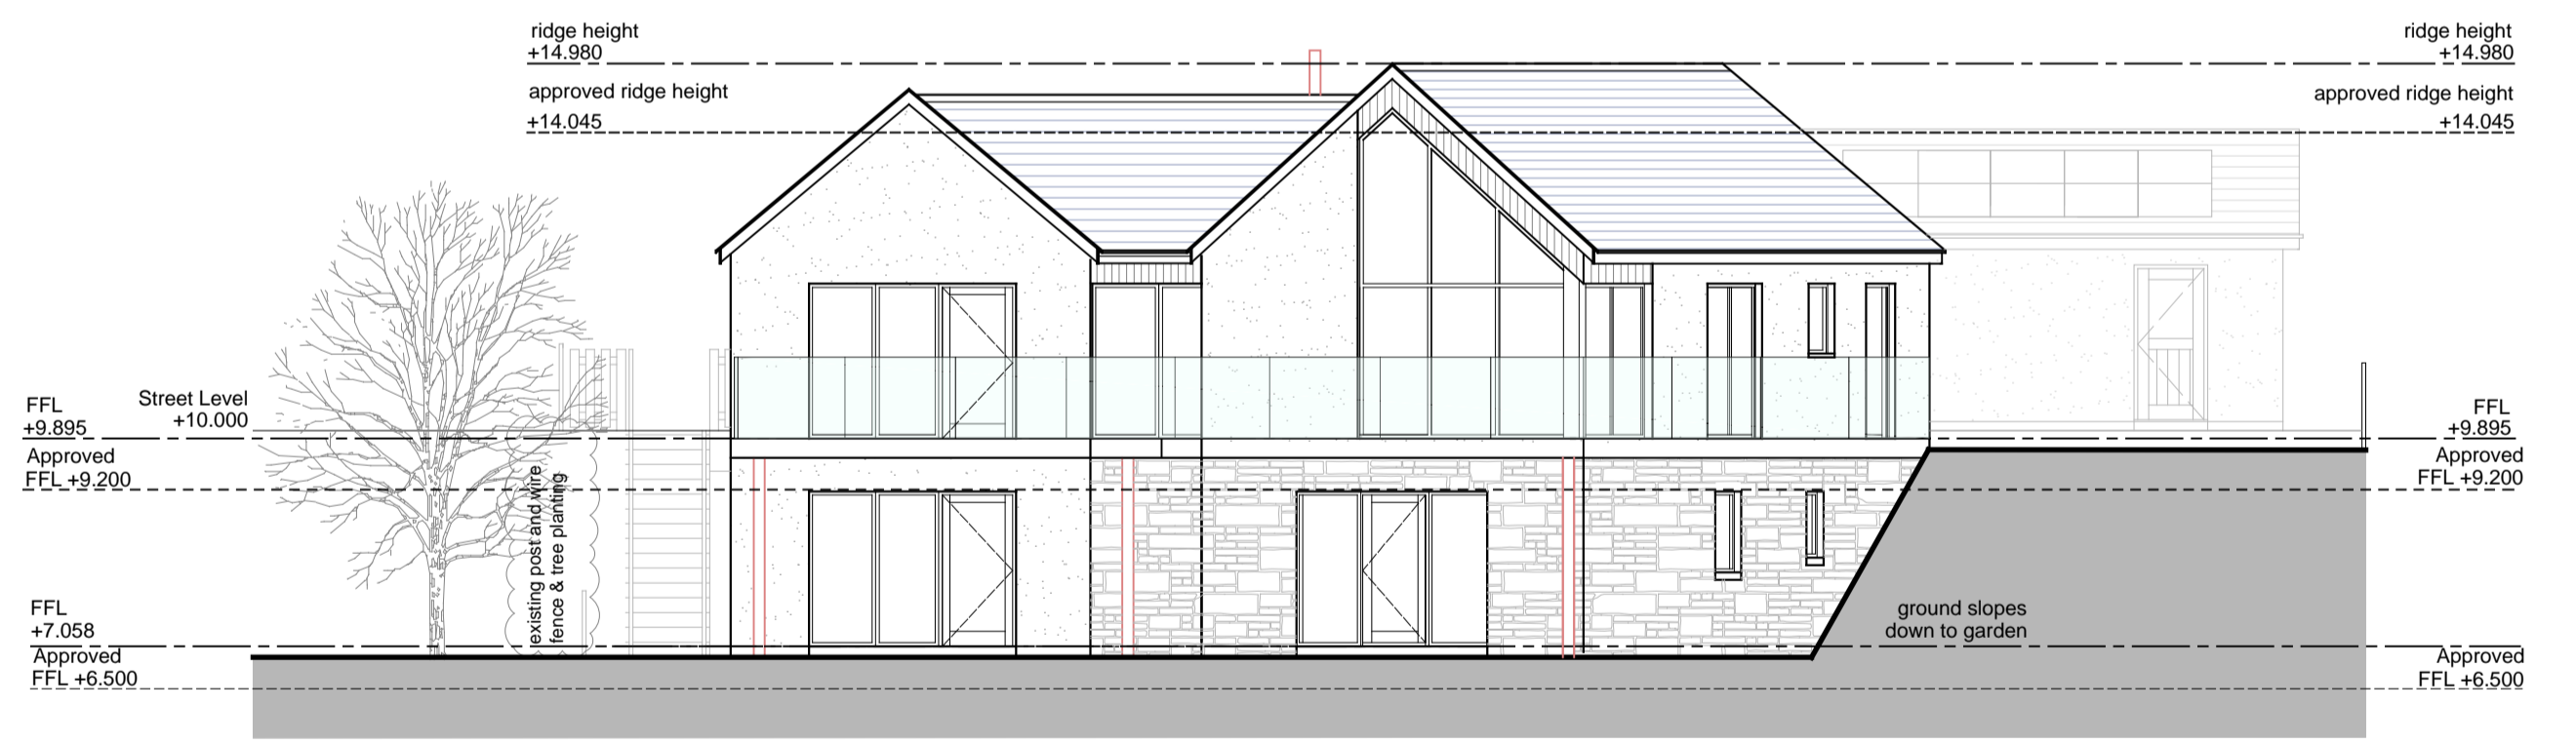 ridge height
+14.980
approved ridge height
+14.045
ridge height
+14.980
approved ridge height
+14.045
Street Level
+10.000
FFL
+9.895
Approved
FFL +9.200
FFL
+9.895
Approved
FFL +9.200
existing post and wire
fence & tree planting
FFL
+7.058
Approved
FFL +6.500
ground slopes
down to garden
Approved
FFL +6.500